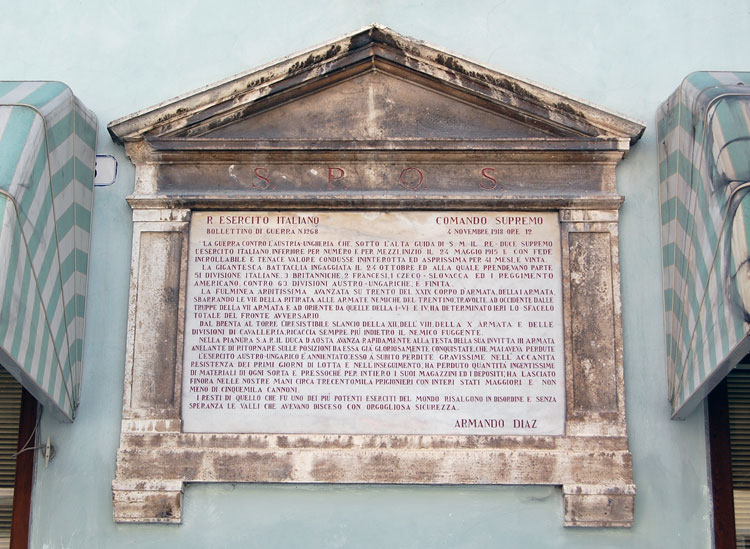 S P Q S
R. ESERCITO ITALIANO
COMANDO SUPREMO
BOLLETTINO DI GUERRA N.1268
4 NOVEMBRE 1918 ORE 12
LA GUERRA CONTRO L'AUSTRIA-UNGHERIA CHE, SOTTO L'ALTA GUIDA DI S. M. IL RE-DUCE SUPREMO
L'ESERCITO ITALIANO, INFERIORE PER NUMERO E PER MEZZI, INIZIÒ IL 24 MAGGIO 1915 E CON FEDE
INCROLLABILE E TENACE VALORE CONDUSSE ININTERROTTA ED ASPRISSIMA PER 41 MESI, È VINTA.
LA GIGANTESCA BATTAGLIA INGAGGIATA IL 24 OTTOBRE ED ALLA QUALE PRENDEVANO PARTE
51 DIVISIONE ITALIANE, 3 BRITANNICHE, 2 FRANCESI, 1 CZECO-SLOVACCA ED 1 REGGIMENTO
AMERICANO, CONTRO 63 DIVISIONI AUSTRO-UNGARICHE, È FINITA.
LA FULMINEA ARDITISSIMA AVANZATA SU TRENTO DEL XXIX CORPO D'ARMATA, DELLA I ARMATA,
SBARRANDO LE VIE DELLA RITIRATA ALLE ARMATE NEMICHE DEL TRENTINO, TRAVOLTE AD OCCIDENTE DALLE
TRUPPE DELLA VII ARMATA E AD ORIENTE DA QUELLE DELLA I-VI E IV, HA DETERMINATO IERI LO SFACELO
TOTALE DEL FRONTE AVVERSARIO.
DAL BRENTA AL TORRE L'IRESISTIBILE SLANCIO DELLA XII, DELL'VIII, DELLA X ARMATA E DELLE
DIVISIONI DI CAVALLERIA, RICACCIA SEMPRE PIÙ INDIETRO IL NEMICO FUGGENTE.
NELLA PIANURA S.A.R. IL DUCA D'AOSTA AVANZA RAPIDAMENTE ALLA TESTA DELLA SUA INVITTA III ARMATA
ANELANTE DI RITORNARE SULLE POSIZIONI DA ESSA GIÀ GLORIOSAMENTE CONQUISTATE, CHE MAI AVEVA PERDUTE
L'ESERCITO AUSTRO-UNGARICO È ANNIENTATO: ESSO À SUBITO PERDITE GRAVISSIME NELL'ACCANITA
RESISTENZA DEI PRIMI GIORNI DI LOTTA E NELL'INSEGUIMENTO, HA PERDUTO QUANTITÀ INGENTISSIME
DI MATERIALI DI OGNI SORTA E PRESSOCHÈ PER INTIERO I SUOI MAGAZZINI ED I DEPOSITI; HA LASCIATO
FINORA NELLE NOSTRE MANI CIRCA TRECENTOMILA PRIGIONIERI CON INTERI STATI MAGGIORI E NON
MENO DI CINQUEMILA CANNONI.
I RESTI DI QUELLO CHE FU UNO DEI PIÙ POTENTI ESERCITI DEL MONDO RISALGONO IN DISORDINE E SENZA
SPERANZA LE VALLI CHE AVEVANO DISCESO CON ORGOGLIOSA SICUREZZA.
ARMANDO DIAZ